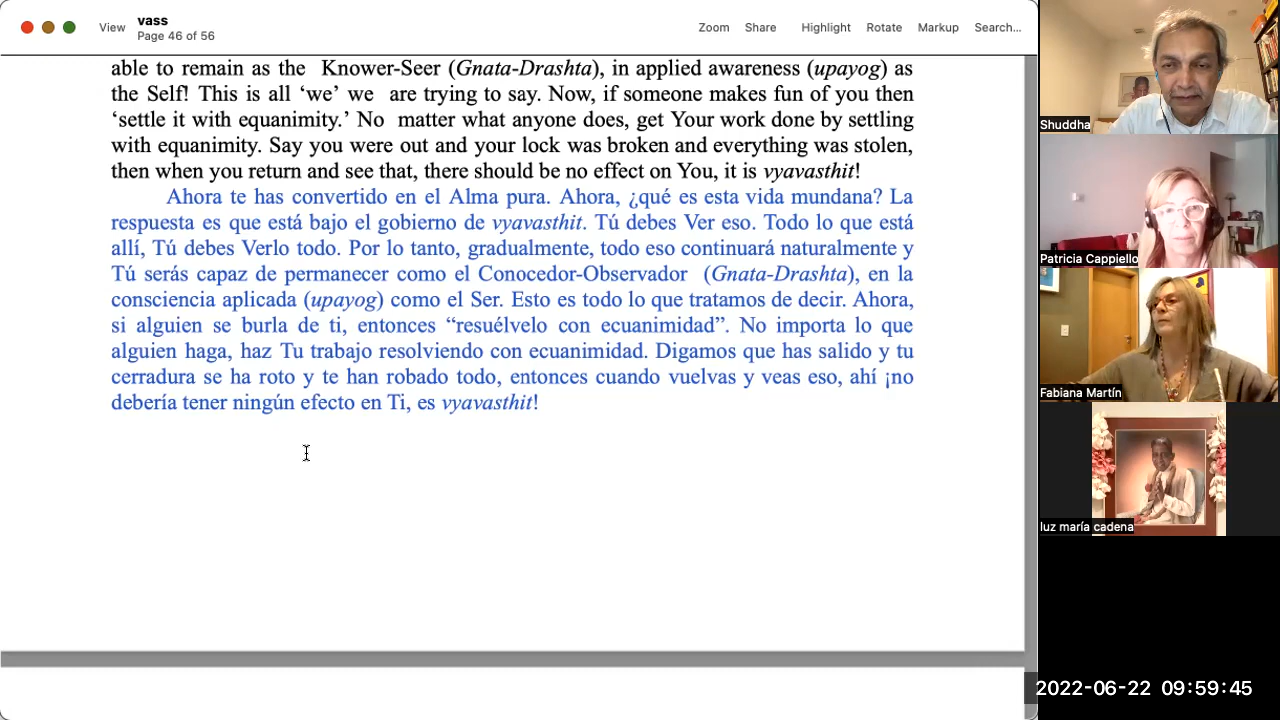 View
vass
Page 46 of 56
Zoom Share Highlight Rotate Markup Search...
able to remain as the Knower-Seer (Gnata-Drashta), in applied awareness (upayog) as
the Self! This is all ‘we’ we are trying to say. Now, if someone makes fun of you then
‘settle it with equanimity.’ No matter what anyone does, get Your work done by settling
with equanimity. Say you were out and your lock was broken and everything was stolen,
then when you return and see that, there should be no effect on You, it is vyavasthit!
Ahora te has convertido en el Alma pura. Ahora, ¿qué es esta vida mundana? La
respuesta es que está bajo el gobierno de vyavasthit. Tú debes Ver eso. Todo lo que está
allí, Tú debes Verlo todo. Por lo tanto, gradualmente, todo eso continuará naturalmente y
Tú serás capaz de permanecer como el Conocedor-Observador (Gnata-Drashta), en la
consciencia aplicada (upayog) como el Ser. Esto es todo lo que tratamos de decir. Ahora,
si alguien se burla de ti, entonces “resuélvelo con ecuanimidad”. No importa lo que
alguien haga, haz Tu trabajo resolviendo con ecuanimidad. Digamos que has salido y tu
cerradura se ha roto y te han robado todo, entonces cuando vuelvas y veas eso, ahí ¡no
debería tener ningún efecto en Ti, es vyavasthit!
Shuddha
Patricia Cappiello
Fabiana Martín
luz maría cadena
2022-06-22 09:59:45